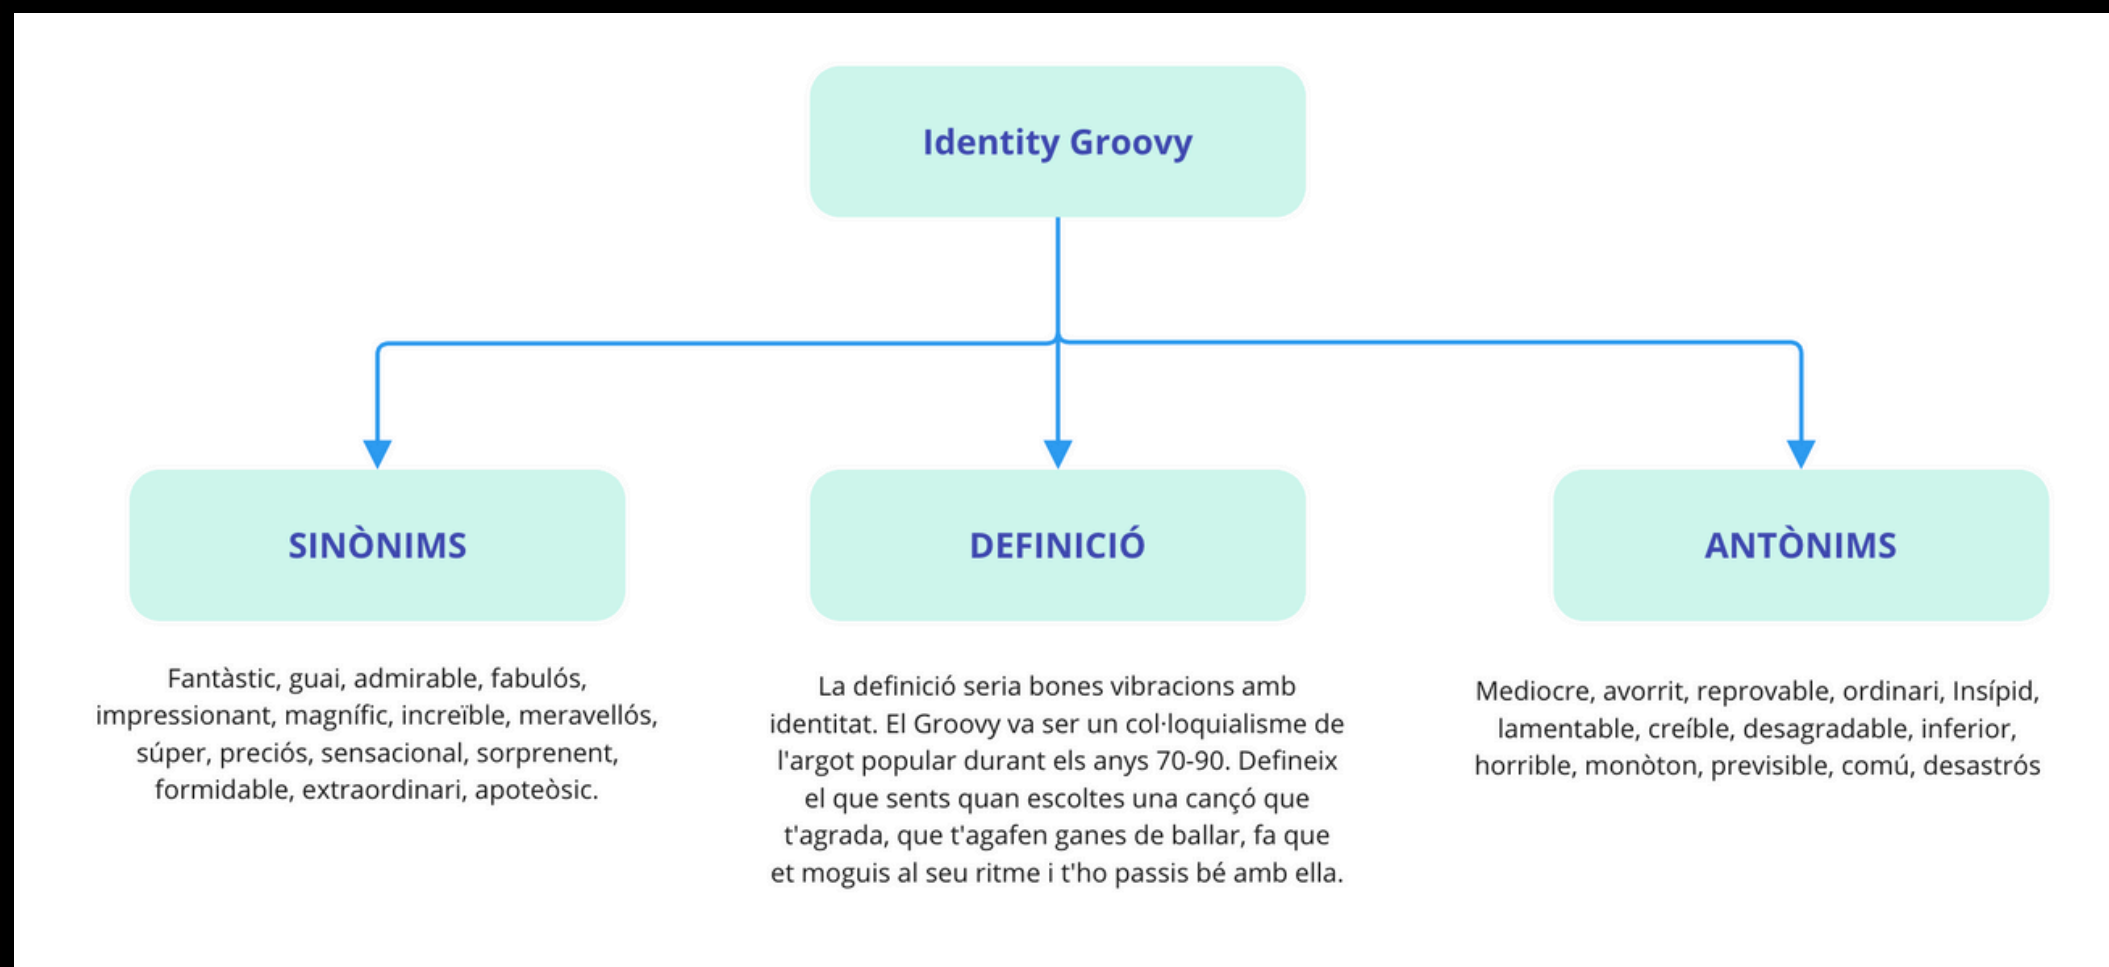 Identity Groovy
SINÒNIMS
Fantàstic, guai, admirable, fabulós,
impressionant, magnífic, increïble, meravellós,
súper, preciós, sensacional, sorprenent,
formidable, extraordinari, apoteòsic.
DEFINICIÓ
La definició seria bones vibracions amb
identitat. El Groovy va ser un col·loquialisme de
l'argot popular durant els anys 70-90. Defineix
el que sents quan escoltes una cançó que
t'agrada, que t'agafen ganes de ballar, fa que
et moguis al seu ritme i t'ho passis bé amb ella.
ANTÒNIMS
Mediocre, avorrit, reprovable, ordinari, Insípid,
lamentable, creíble, desagradable, inferior,
horrible, monòton, previsible, comú, desastrós